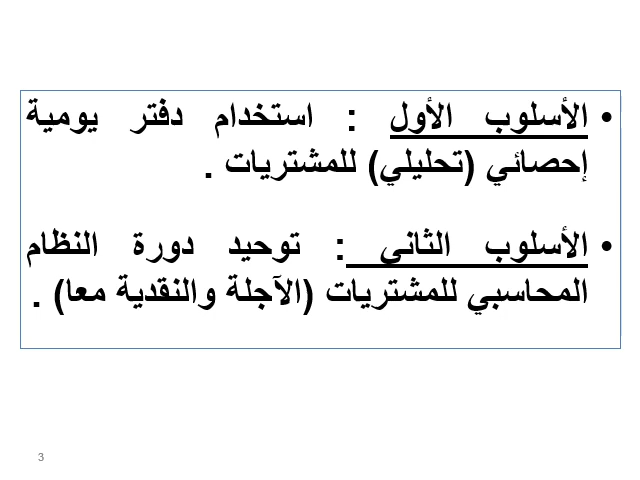 • الأسلوب الأول : استخدام دفتر يومية
إحصائي (تحليلي) للمشتريات .
• الأسلوب الثاني : توحيد دورة النظام
المحاسبي للمشتريات (الآجلة والنقدية معا) .
3